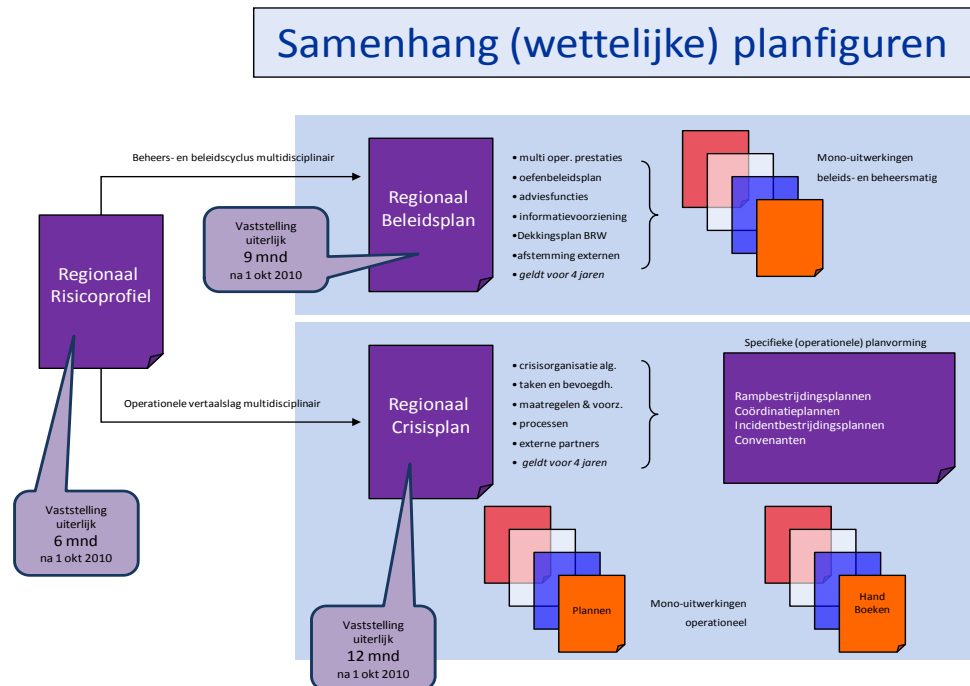 Samenhang (wettelijke) planfiguren
Beheers- en beleidscyclus multidisciplinair
Regionaal
Beleidsplan
• multi oper. prestaties
• oefenbeleidsplan
• adviesfuncties
• informatievoorziening
•Dekkingsplan BRW
•afstemming externen
• geldt voor 4 jaren
Mono-uitwerkingen
beleids- en beheersmatig
Vaststelling
uiterlijk
9 mnd
na 1 okt 2010
Regionaal
Risicoprofiel
Operationele vertaalslag multidisciplinair
Regionaal
Crisisplan
• crisisorganisatie alg.
• taken en bevoegdh.
• maatregelen & voorz.
• processen
• externe partners
• geldt voor 4 jaren
Specifieke (operationele) planvorming
Rampbestrijdingsplannen
Coördinatieplannen
Incidentbestrijdingsplannen
Convenanten
Vaststelling
uiterlijk
6 mnd
na 1 okt 2010
Plannen
Mono-uitwerkingen
operationeel
Hand
Boeken
Vaststelling
uiterlijk
12 mnd
na 1 okt 2010